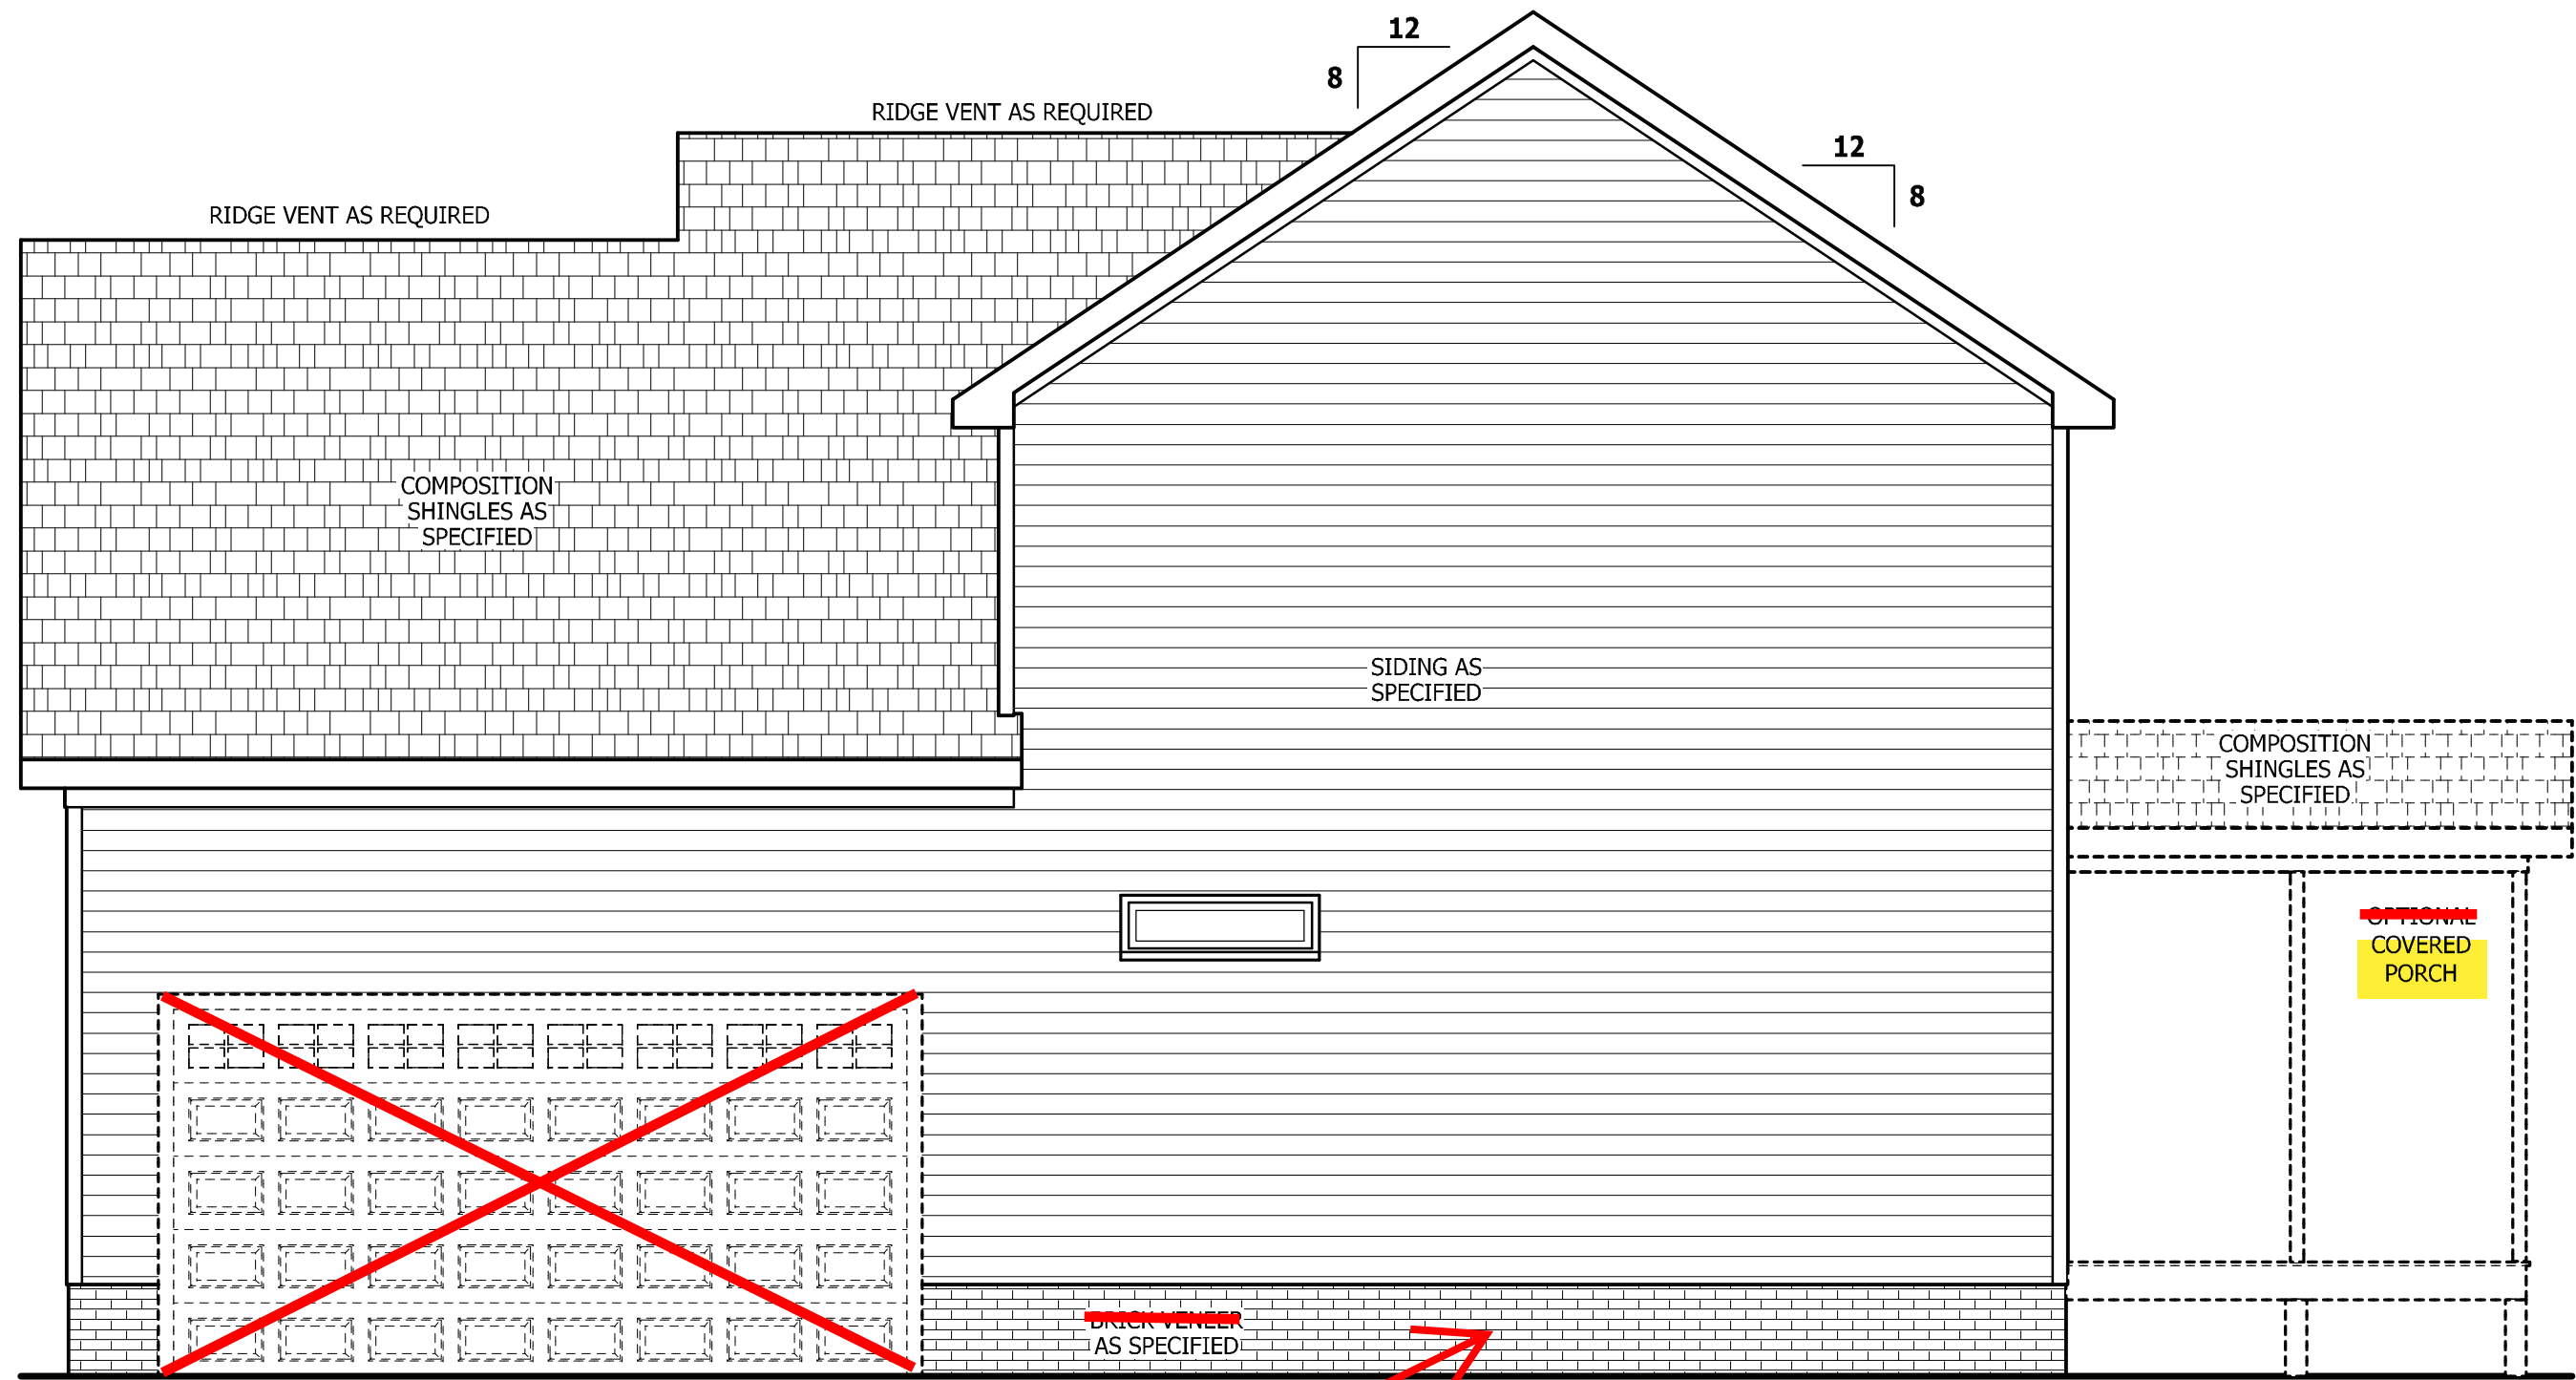 12
8
RIDGE VENT AS REQUIRED
12
8
RIDGE VENT AS REQUIRED
COMPOSITION
SHINGLES AS
SPECIFIED
SIDING AS
SPECIFIED
COMPOSITION
SHINGLES AS
SPECIFIED
OPTIONAL
COVERED
PORCH
BRICK VENEER
AS SPECIFIED